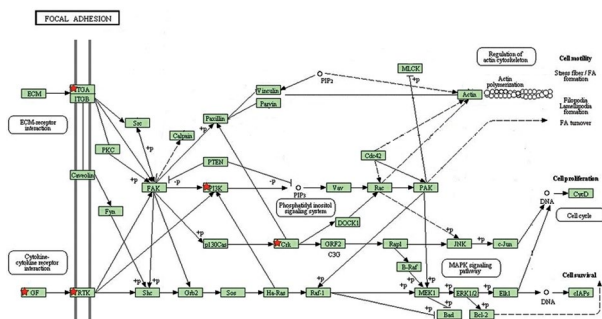 FOCAL ADHESION
Regulation of
actin cytoskeleton
Cell motility
Stress fiber / FA
formation
Filopodia
Lamellipodia
formation
FA turnover
MLCK
Actin
polymerization
Actin
Vinculin
Parvin
PIP2
ECM
ITGA
ITGB
ECM-receptor
interaction
Src
+p
Calpain
+p
Paxillin
PKC
PTEN
Cdc42
+p
Caveolin
+p
FAK
-p
PI3K
-p
PIP3
Vav
Rac
PAK
Cell proliferation
DNA
CycD
Cell cycle
Phosphatidyl inositol
signaling system
Fyn
DOCK1
+p
p130Cas
+p
Crk
GRF2
C3G
Rap1
JNK
+p
c-Jun
Cytokine-
cytokine receptor
interaction
B-Raf
+p
MAPK signaling
pathway
Cell survival
GF
RTK
+p
+p
Shc
Grb2
Sos
Ha-Ras
Raf-1
+p
+p
MEK1
+p
ERK1/2
+p
Elk1
DNA
cIAPs
+p
Bad
Bcl-2